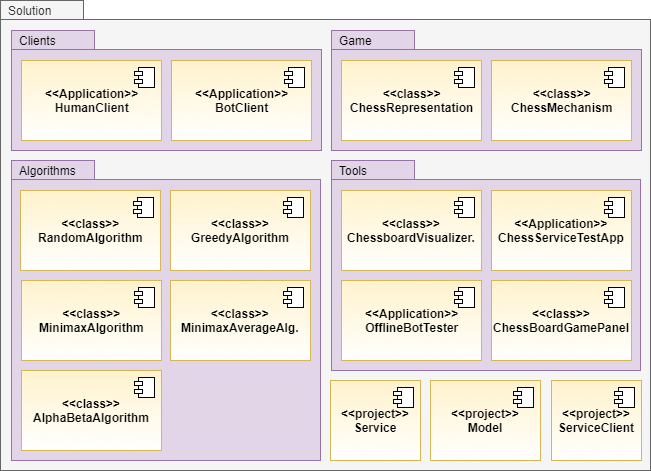 Solution
Clients
<<Application>>
HumanClient
<<Application>>
BotClient
Game
<<class>>
ChessRepresentation
<<class>>
ChessMechanism
Algorithms
<<class>>
RandomAlgorithm
<<class>>
GreedyAlgorithm
<<class>>
MinimaxAlgorithm
<<class>>
MinimaxAverageAlg.
<<class>>
AlphaBetaAlgorithm
Tools
<<class>>
ChessboardVisualizer.
<<Application>>
ChessServiceTestApp
<<Application>>
OfflineBotTester
<<class>>
ChessBoardGamePanel
<<project>>
Service
<<project>>
Model
<<project>>
ServiceClient